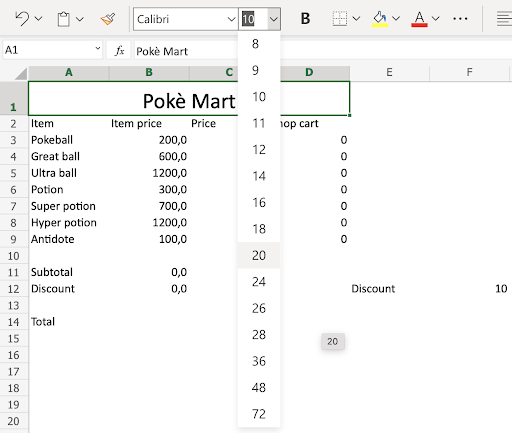 Calibri 10 B A
A1 fx Pokè Mart
A B C D E F
1 Pokè Mart
2 Item Item price Price hop cart
3 Pokeball 200,0 0
4 Great ball 600,0 0
5 Ultra ball 1200,0 0
6 Potion 300,0 0
7 Super potion 700,0 0
8 Hyper potion 1200,0 0
9 Antidote 100,0 0
10
11 Subtotal 0,0
12 Discount 0,0 Discount 10
13
14 Total
15
16
17
18
19
20
8
9
10
11
12
14
16
18
20
24
26
28
36
48
72
20